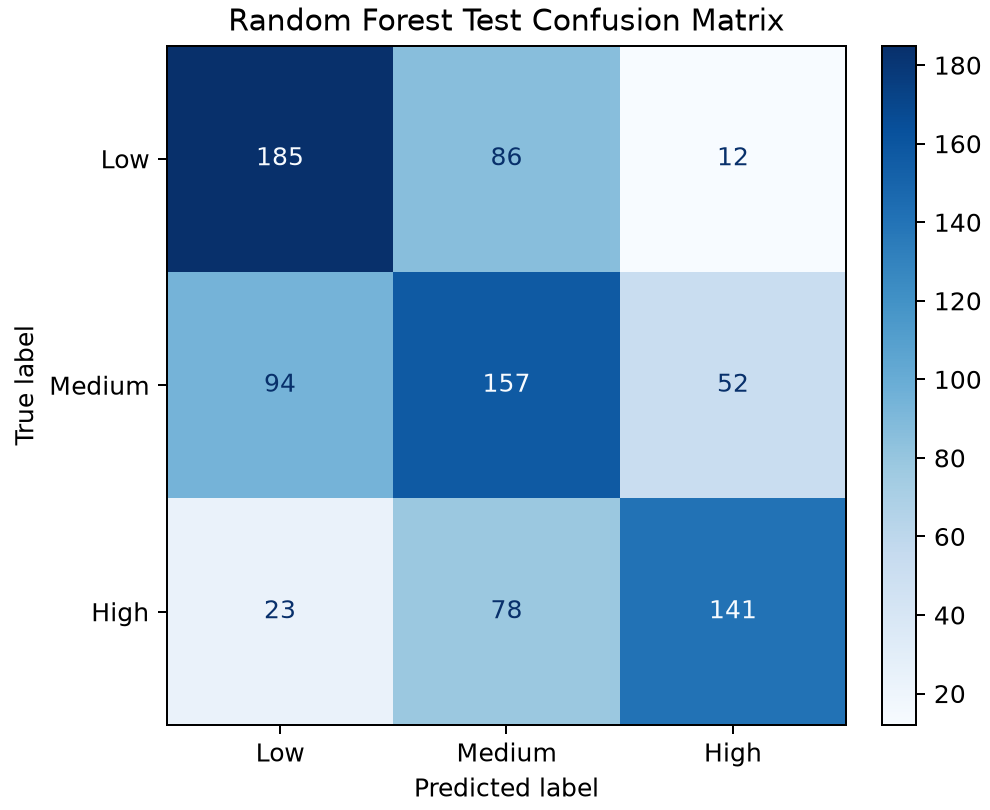 Random Forest Test Confusion Matrix
Low 185 86 12
Medium 94 157 52
High 23 78 141
Low Medium High
Predicted label
True label
180
160
140
120
100
80
60
40
20